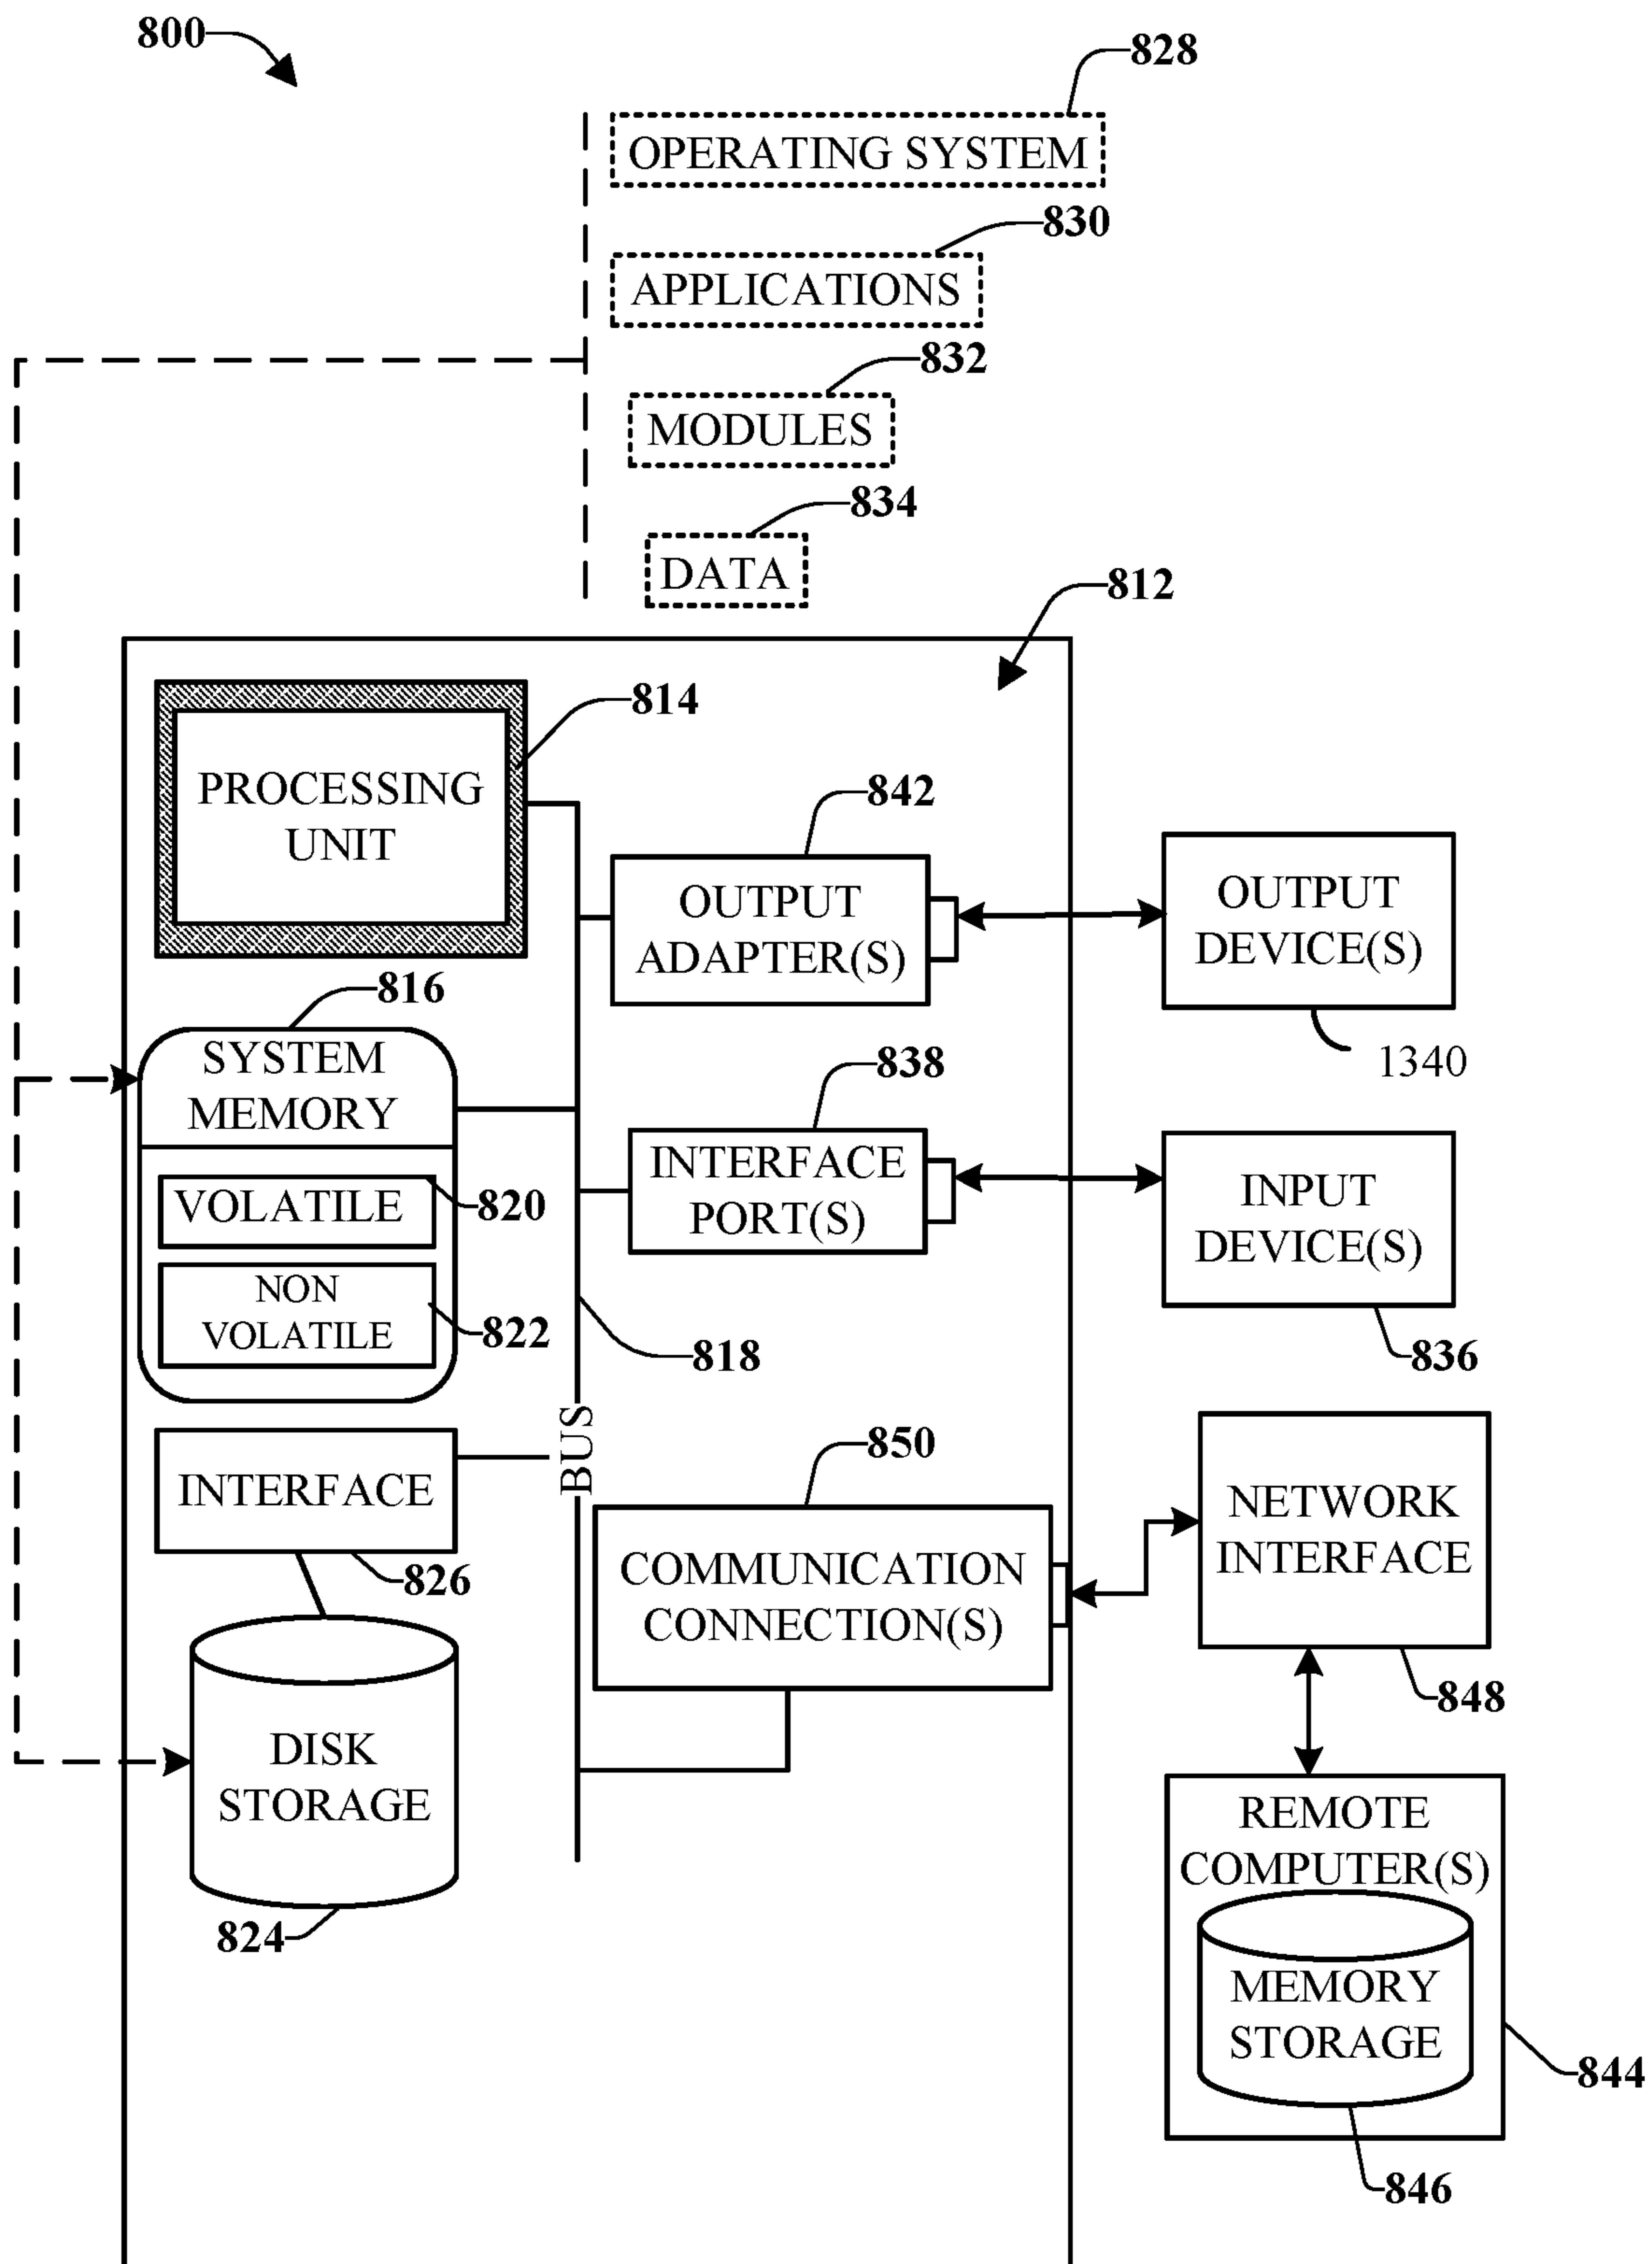 800
828
OPERATING SYSTEM
830
APPLICATIONS
832
MODULES
834
DATA
812
814
PROCESSING
UNIT
842
OUTPUT
ADAPTER(S)
OUTPUT
DEVICE(S)
1340
816
SYSTEM
MEMORY
VOLATILE
820
NON
VOLATILE
822
838
INTERFACE
PORT(S)
INPUT
DEVICE(S)
836
818
BUS
INTERFACE
826
850
COMMUNICATION
CONNECTION(S)
NETWORK
INTERFACE
848
DISK
STORAGE
824
REMOTE
COMPUTER(S)
MEMORY
STORAGE
844
846